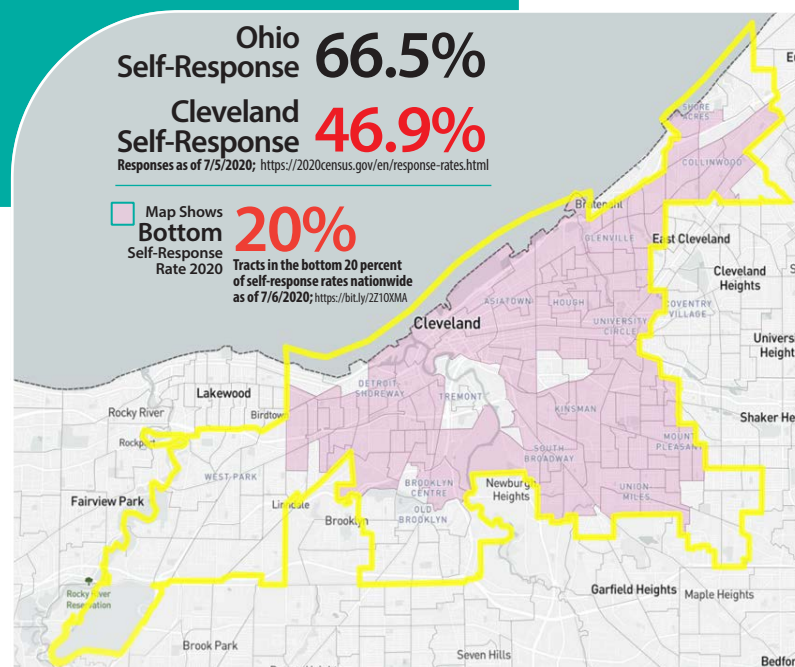 Ohio
Self-Response 66.5%
Cleveland
Self-Response 46.9%
Responses as of 7/5/2020; https://2020census.gov/en/response-rates.html
Map Shows
Bottom 20%
Self-Response
Rate 2020
Tracts in the bottom 20 percent
of self-response rates nationwide
as of 7/6/2020; https://bit.ly/2Z10XMA
SHORE
ACRES
COLLINWOOD
Bratenahl
GLENVILLE
East Cleveland
Cleveland
Heights
ASIATOWN
HOUGH
COVENTRY
VILLAGE
Cleveland
UNIVERSITY
CIRCLE
Univers
Height
DETROIT
SHOREWAY
Lakewood
TREMONT
Rocky River
Birdtow
KINSMAN
Shaker He
Rockport
MOUNT
PLEASANT
WEST PARK
SOUTH
BROADWAY
Fairview Park
Linndale
BROOKLYN
CENTRE
Newburgh
Heights
UNION
MILES
Brooklyn
OLD
BROOKLYN
Rocky River
Reservation
Garfield Heights
Maple Heights
Brook Park
Seven Hills
Bedfor